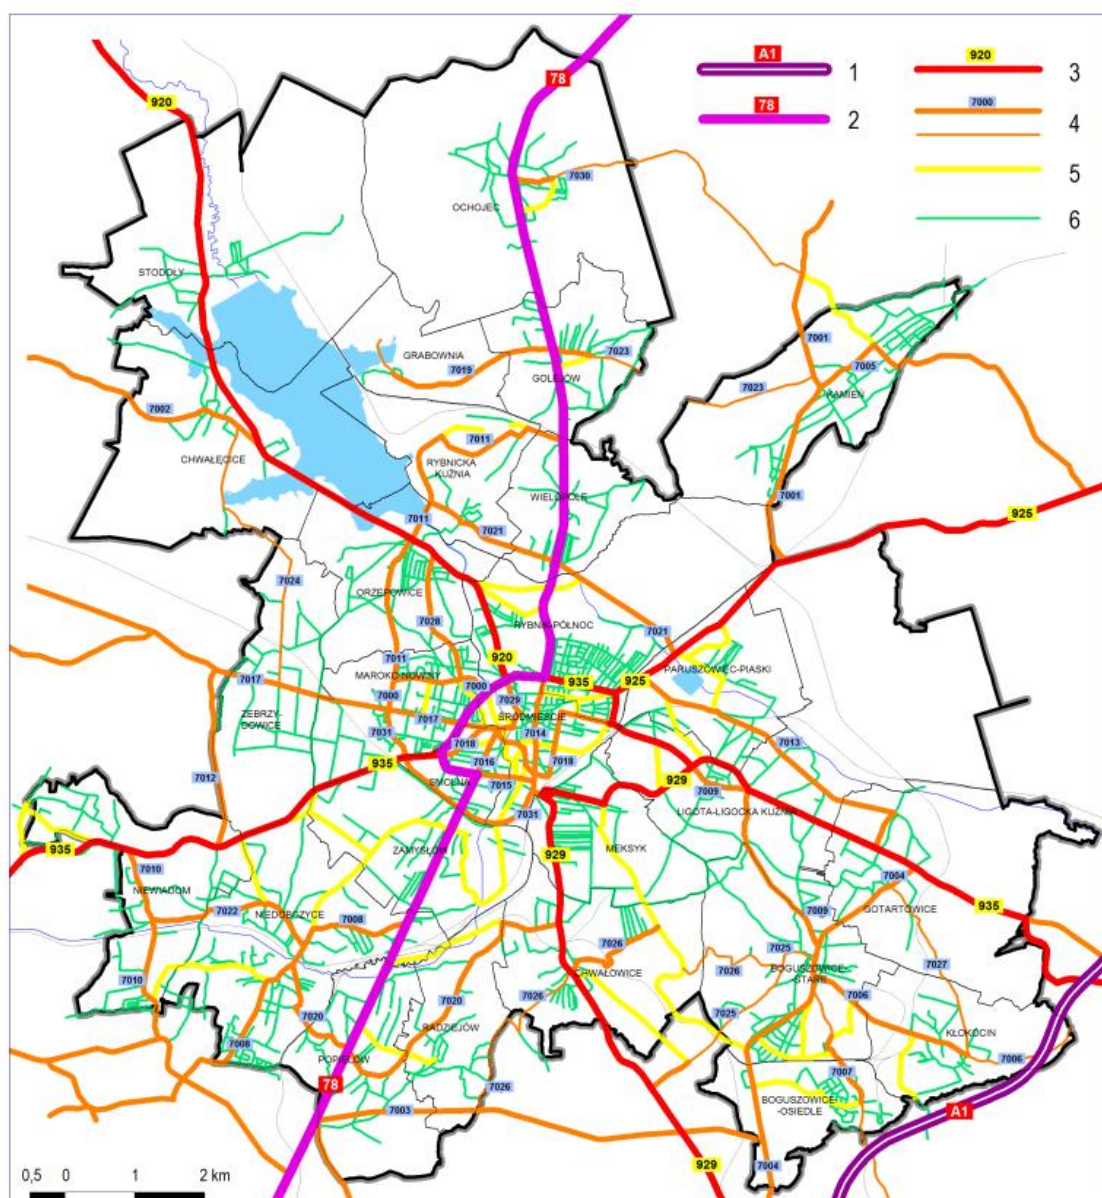 A1
1
920
3
78
2
7000
4
5
6
920
78
7030
OCHOJEC
STODOŁY
7001
GRABOWNIA
7023
7019
7005
GOLEJÓW
7023
KAMIEŃ
7002
7011
CHWAŁĘCICE
RYBNICKA
KUŹNIA
WIELOPOLE
7001
925
7011
7021
7024
ORZEPOWICE
7028
RYBNIK-PÓŁNOC
7021
7011
920
PARUSZOWIEC-PIASKI
MAROKO-NOWINY
7017
7000
7000
935
925
7029
ZEBRZY-
DOWICE
7017
ŚRÓDMIEŚCIE
7031
7014
7018
7013
935
7016
7018
929
7012
SMOLNA
7015
7009
LIGOTA-LIGOCKA KUŹNIA
7031
935
ZAMYSŁÓW
929
MEKSYK
7010
NIEWIADOM
7004
7022
NIEDOBCZYCE
7008
7009
GOTARTOWICE
935
7026
7025
7010
CHWAŁOWICE
7026
BOGUSZOWICE-
STARE
7027
7020
7026
7006
7020
7025
RADZIEJÓW
KŁOKOCIN
7008
POPIELÓW
7006
7007
78
7026
7003
BOGUSZOWICE-
-OSIEDLE
A1
929
7004
0,5 0 1 2 km